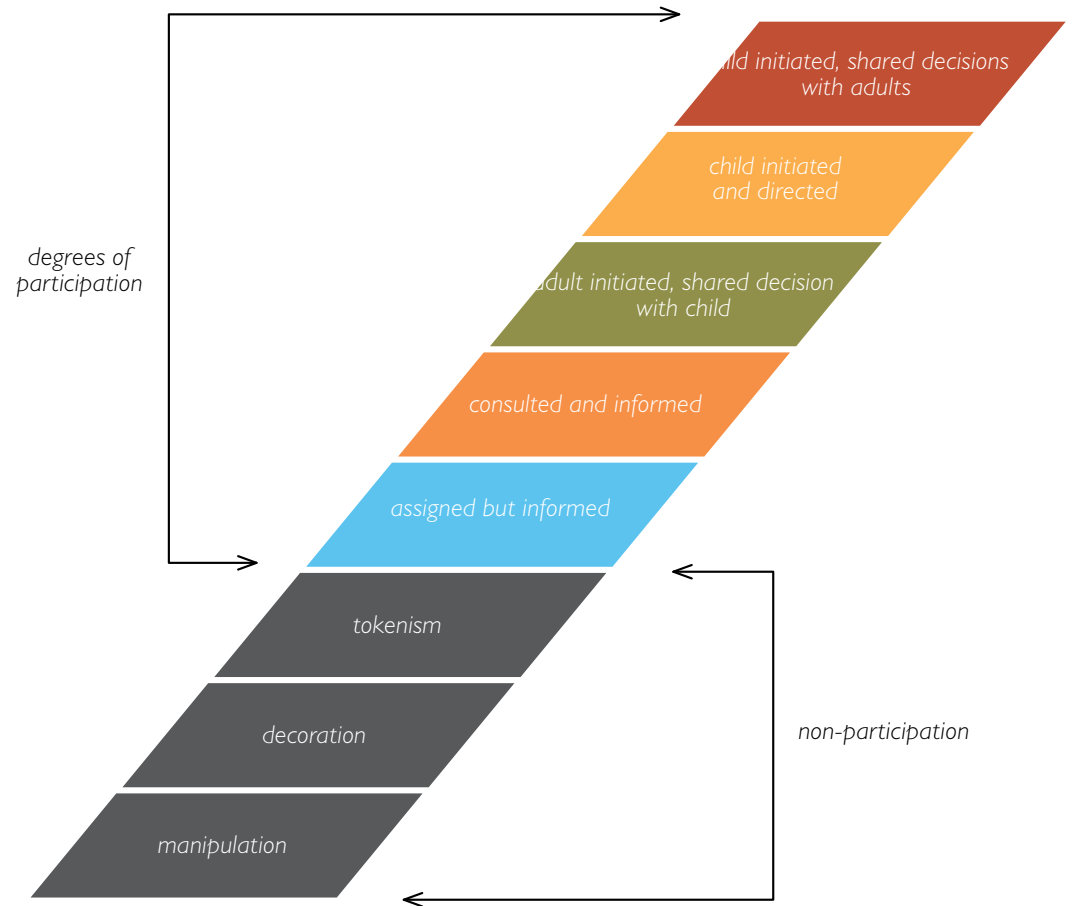 ild initiated, shared decisions
with adults
child initiated
and directed
degrees of
participation
adult initiated, shared decision
with child
consulted and informed
assigned but informed
tokenism
decoration
non-participation
manipulation